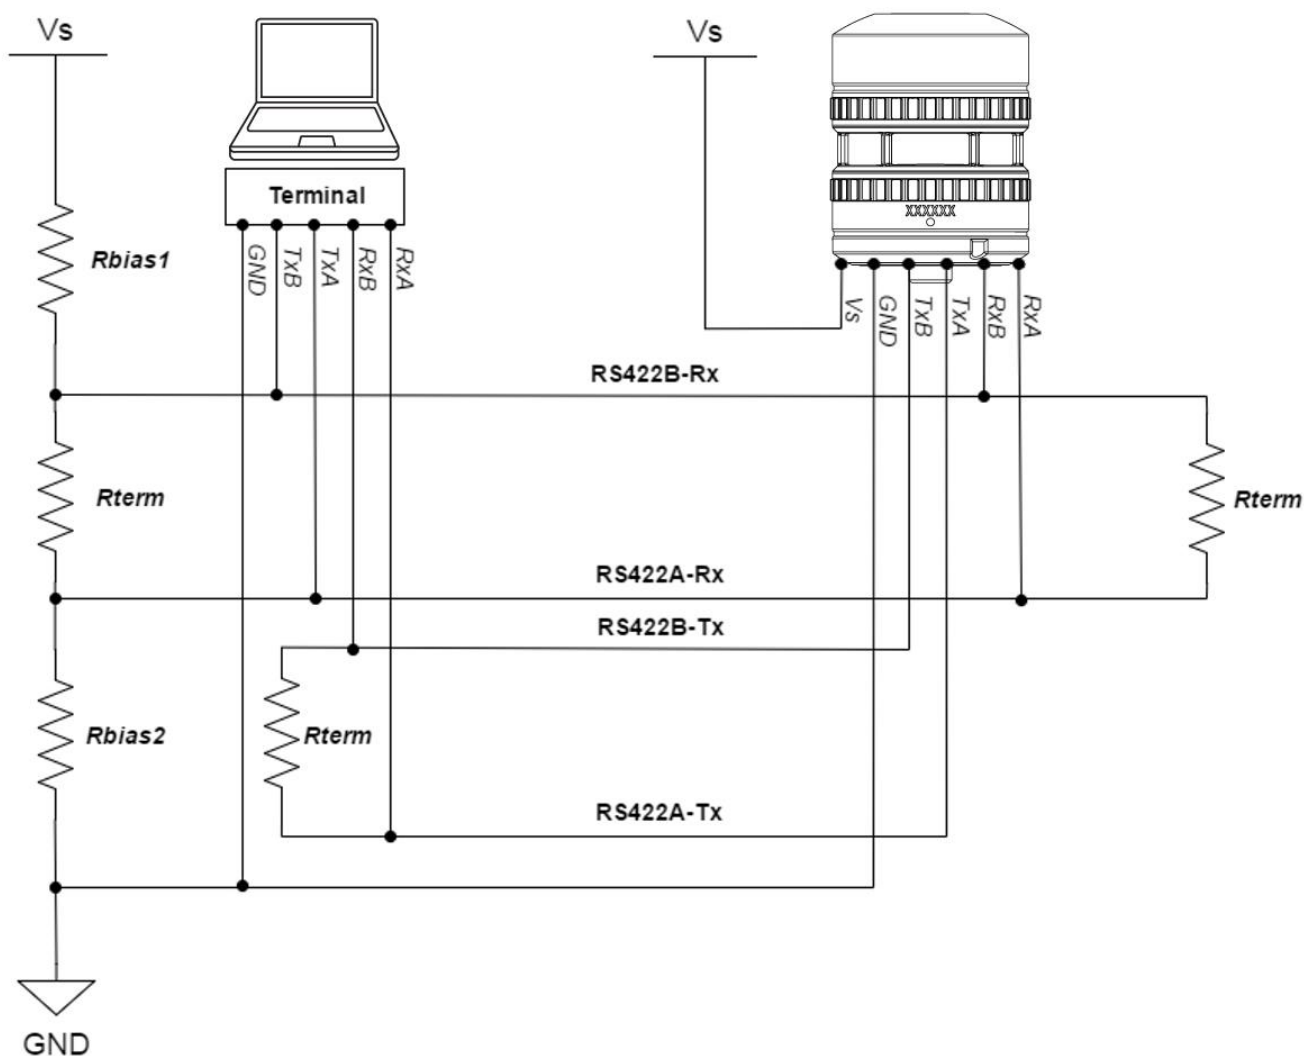 Vs
Vs
Terminal
XXXXXX
Rbias1
GND
TxB
TxA
RxB
RxA
Vs
GND
TxB
TxA
RxB
RxA
RS422B-Rx
Rterm
Rterm
RS422A-Rx
RS422B-Tx
Rbias2
Rterm
RS422A-Tx
GND